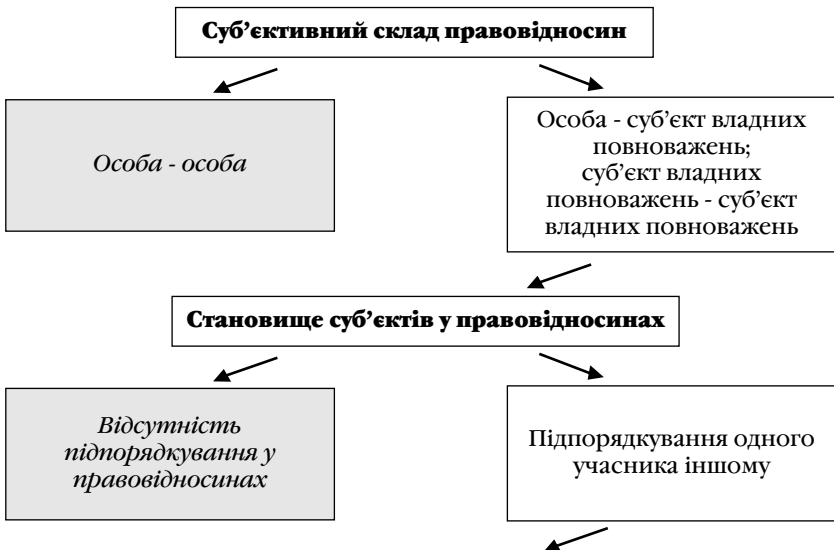 Суб’єктивний склад правовідносин
Особа - особа
Особа - суб’єкт владних
повноважень;
суб’єкт владних
повноважень - суб’єкт
владних повноважень
Становище суб’єктів у правовідносинах
Відсутність
підпорядкування у
правовідносинах
Підпорядкування одного
учасника іншому